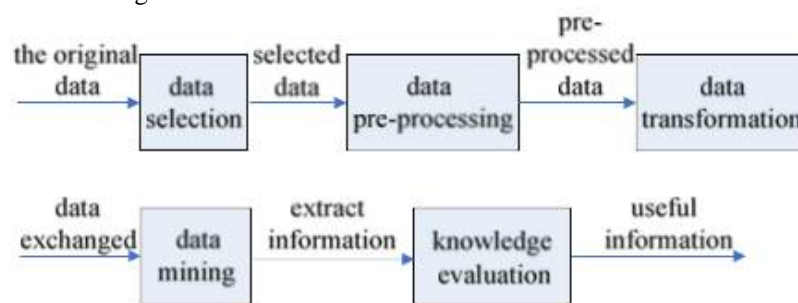 the original
data
data
selection
selected
data
data
pre-processing
pre-
processed
data
data
transformation
data
exchanged
data
mining
extract
information
knowledge
evaluation
useful
information